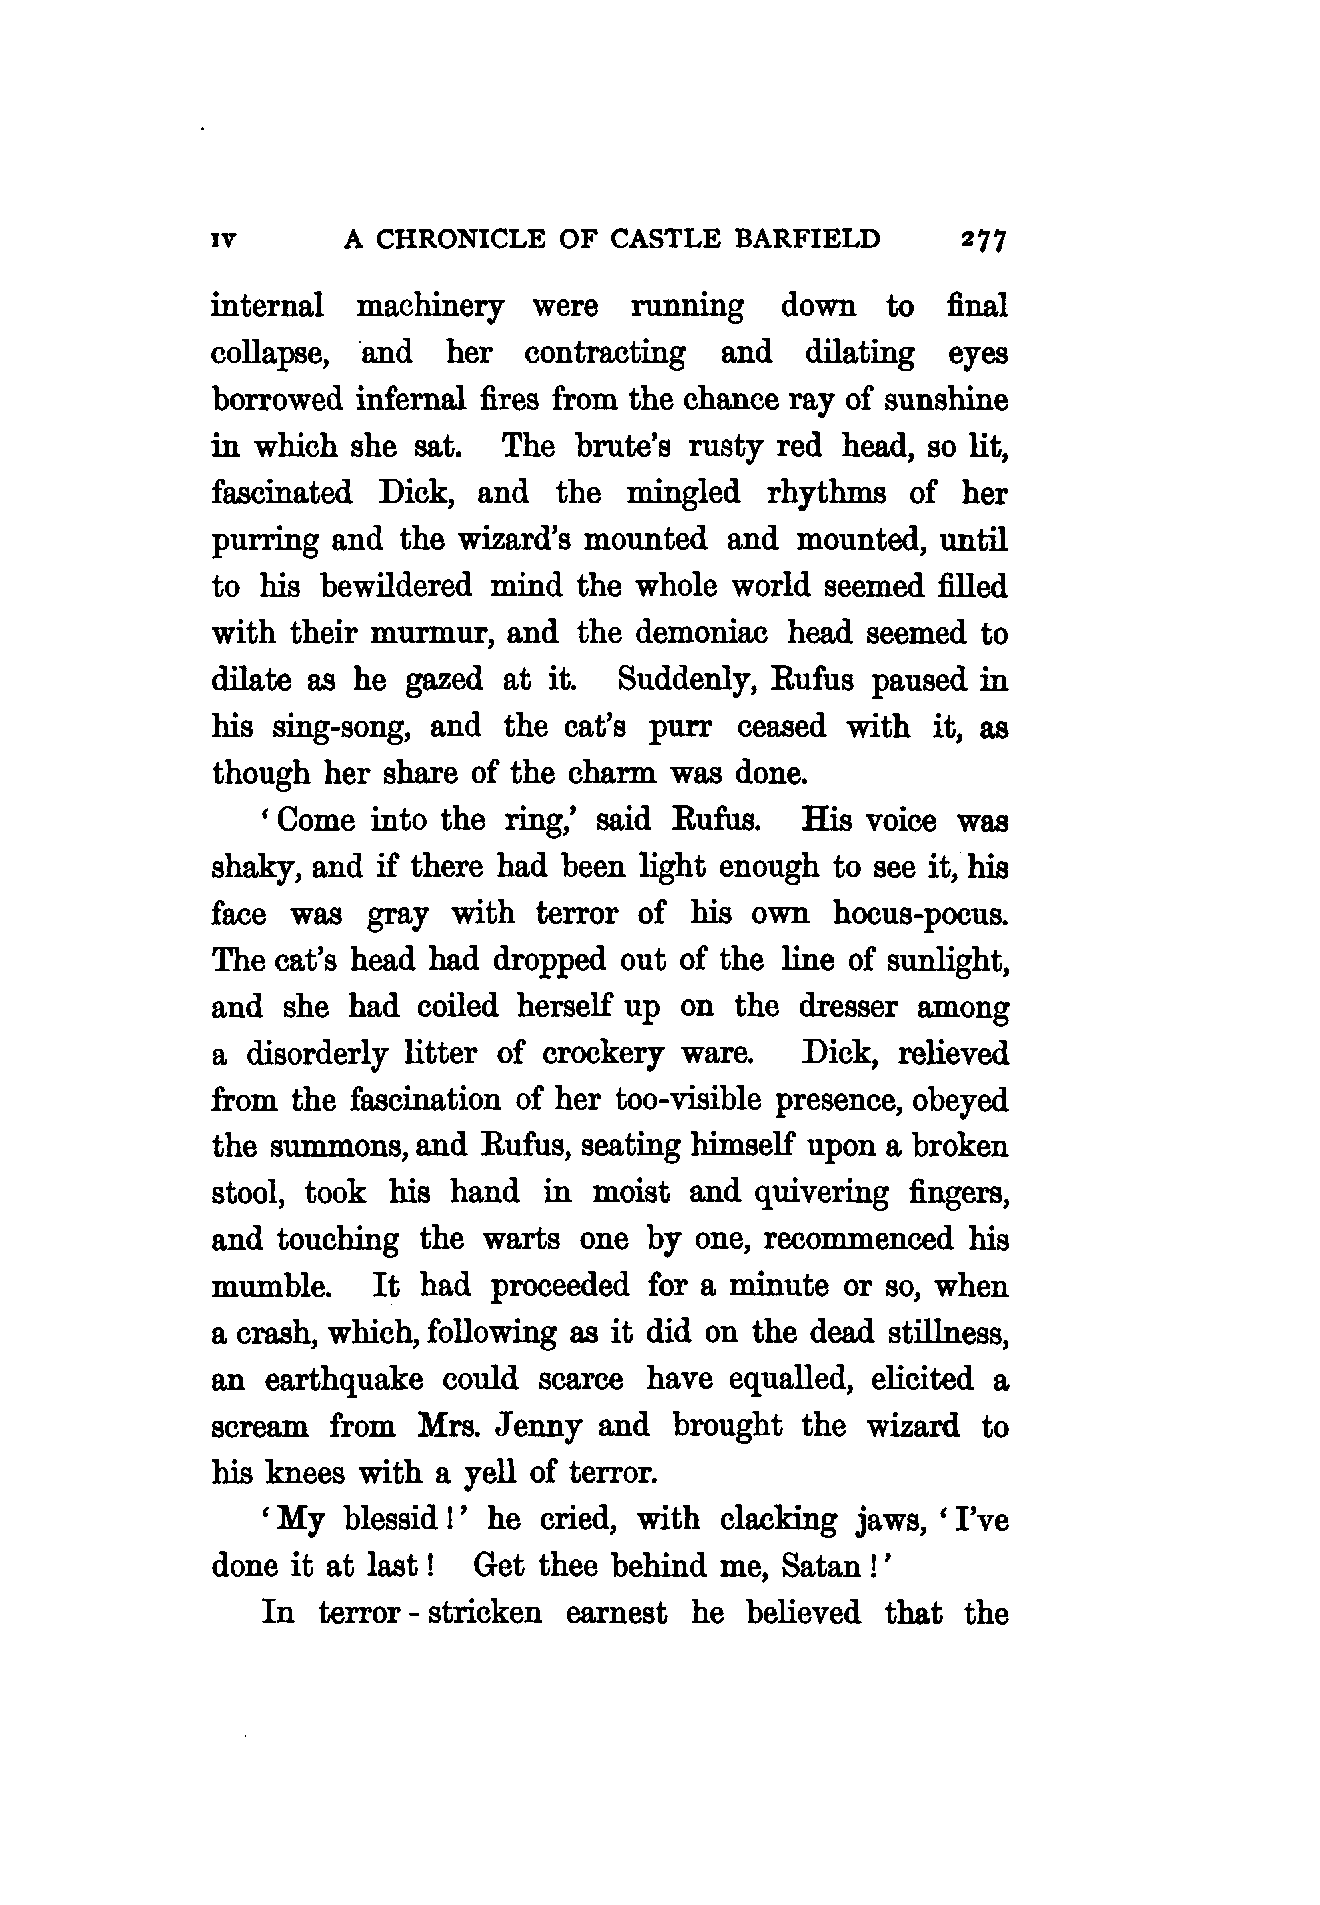 IV A CHRONICLE OF CASTLE BARFIELD 277
internal machinery were running down to final
collapse, and her contracting and dilating eyes
borrowed infernal fires from the chance ray of sunshine
in which she sat. The brute's rusty red head, so lit,
fascinated Dick, and the mingled rhythms of her
purring and the wizard's mounted and mounted, until
to his bewildered mind the whole world seemed filled
with their murmur, and the demoniac head seemed to
dilate as he gazed at it. Suddenly, Rufus paused in
his sing-song, and the cat's purr ceased with it, as
though her share of the charm was done.
‘Come into the ring,’ said Rufus. His voice was
shaky, and if there had been light enough to see it, his
face was gray with terror of his own hocus-pocus.
The cat's head had dropped out of the line of sunlight,
and she had coiled herself up on the dresser among
a disorderly litter of crockery ware. Dick, relieved
from the fascination of her too-visible presence, obeyed
the summons, and Rufus, seating himself upon a broken
stool, took his hand in moist and quivering fingers,
and touching the warts one by one, recommenced his
mumble. It had proceeded for a minute or so, when
a crash, which, following as it did on the dead stillness,
an earthquake could scarce have equalled, elicited a
scream from Mrs. Jenny and brought the wizard to
his knees with a yell of terror.
‘My blessid!’ he cried, with clacking jaws, ‘I've
done it at last! Get thee behind me, Satan!’
In terror-stricken earnest he believed that the